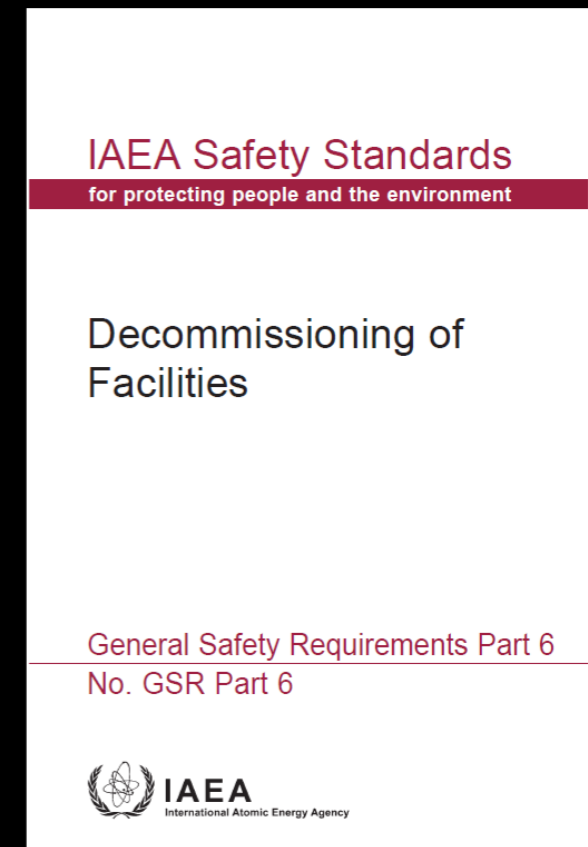 IAEA Safety Standards
for protecting people and the environment
Decommissioning of
Facilities
General Safety Requirements Part 6
No. GSR Part 6
IAEA
International Atomic Energy Agency